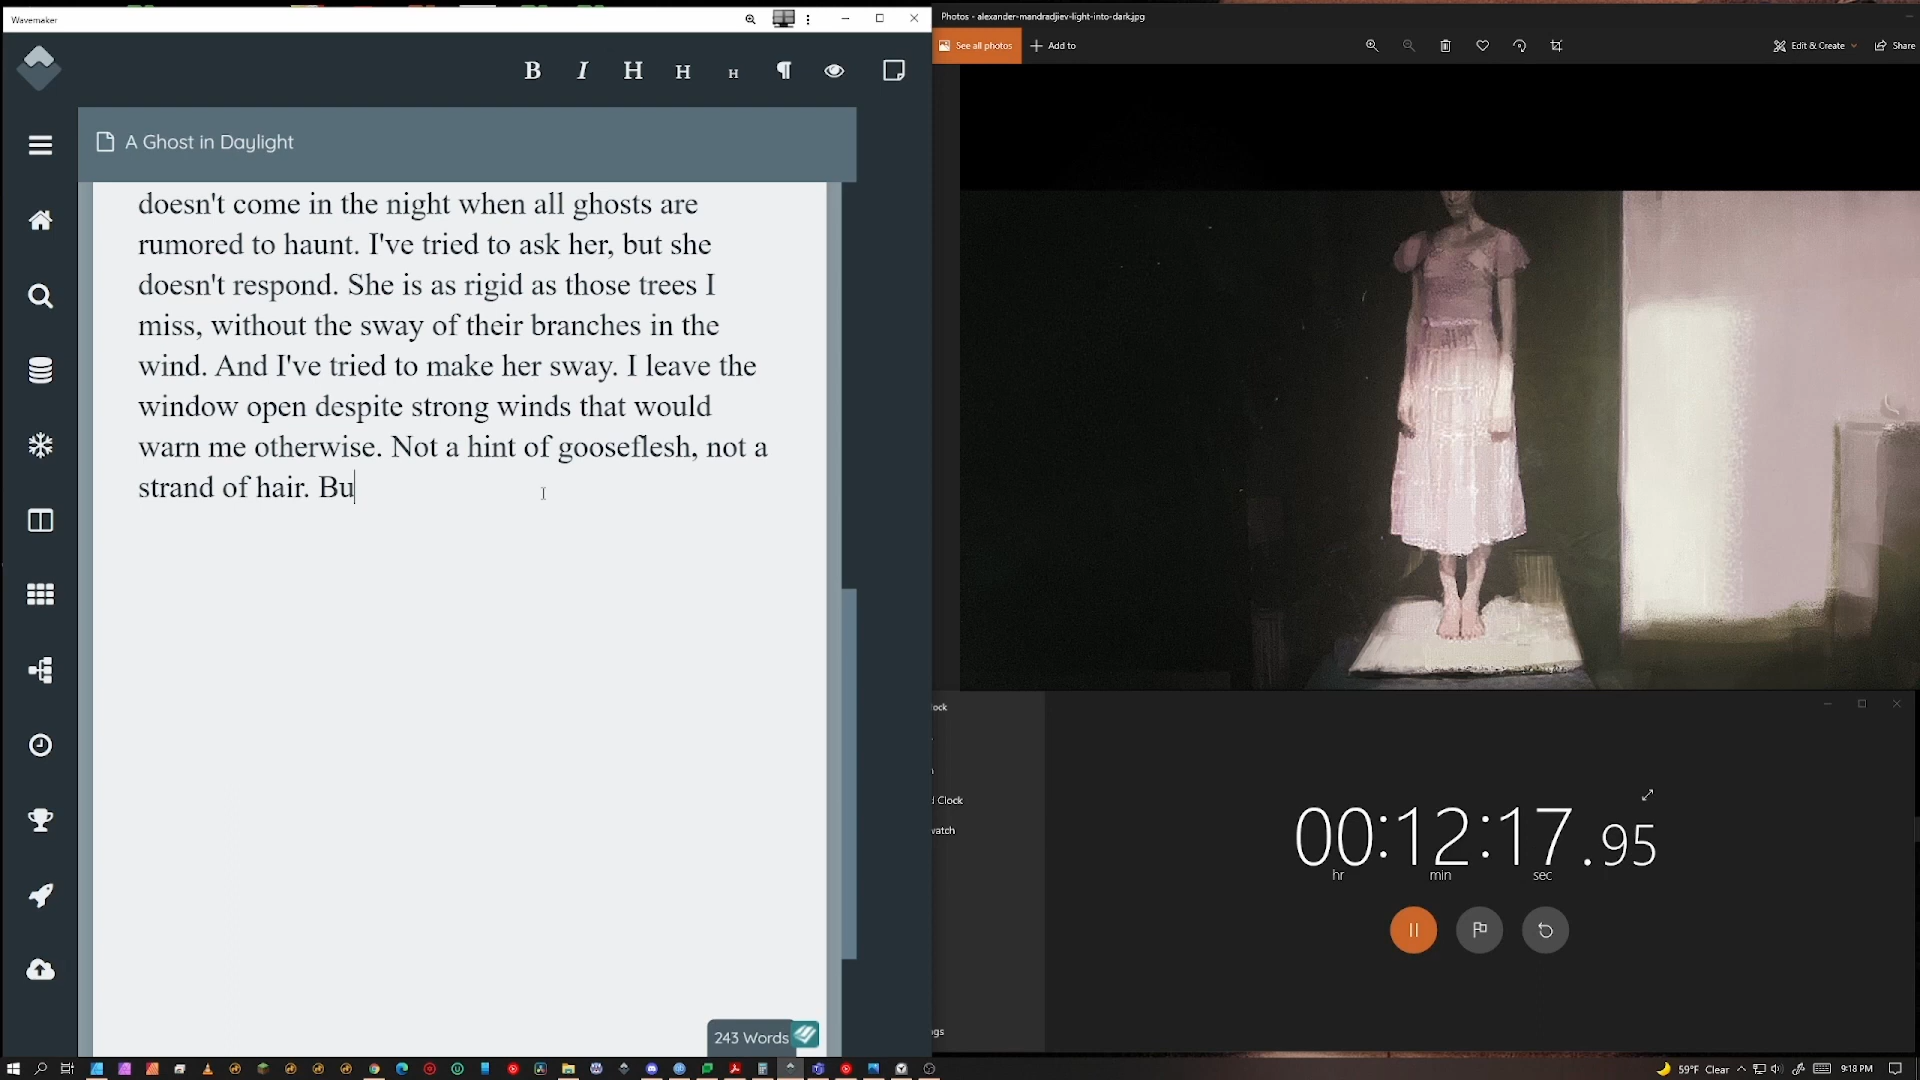 Wavemaker
Photos - alexander-mandradjiev-light-into-dark.jpg
See all photos
Add to
Edit & Create
Share
B I H H H ¶
A Ghost in Daylight
doesn't come in the night when all ghosts are
rumored to haunt. I've tried to ask her, but she
doesn't respond. She is as rigid as those trees I
miss, without the sway of their branches in the
wind. And I've tried to make her sway. I leave the
window open despite strong winds that would
warn me otherwise. Not a hint of gooseflesh, not a
strand of hair. Bu
243 Words
ock
d Clock
watch
gs
00:12:17.95
hr
min
sec
59°F Clear
9:18 PM